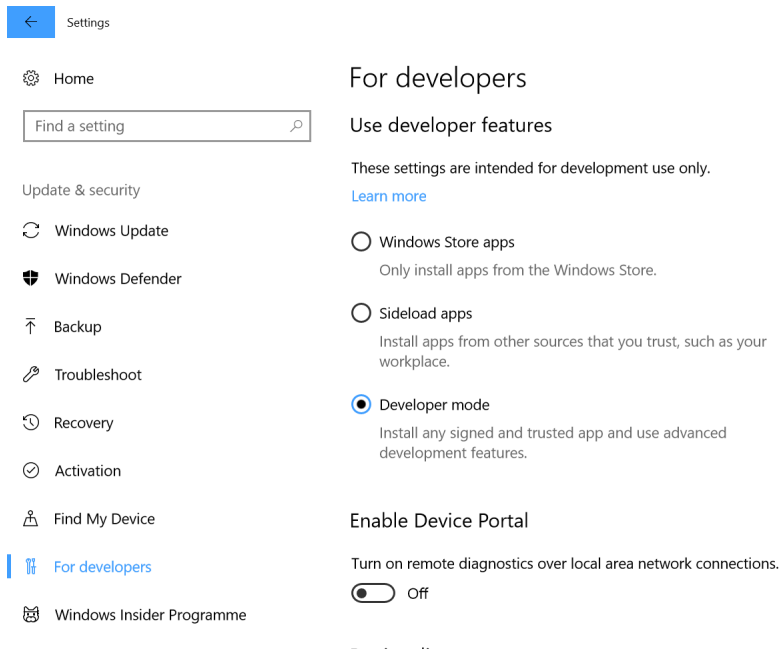 Settings
Home
Find a setting
Update & security
Windows Update
Windows Defender
Backup
Troubleshoot
Recovery
Activation
Find My Device
For developers
Windows Insider Programme
For developers
Use developer features
These settings are intended for development use only.
Learn more
Windows Store apps
Only install apps from the Windows Store.
Sideload apps
Install apps from other sources that you trust, such as your
workplace.
Developer mode
Install any signed and trusted app and use advanced
development features.
Enable Device Portal
Turn on remote diagnostics over local area network connections.
Off